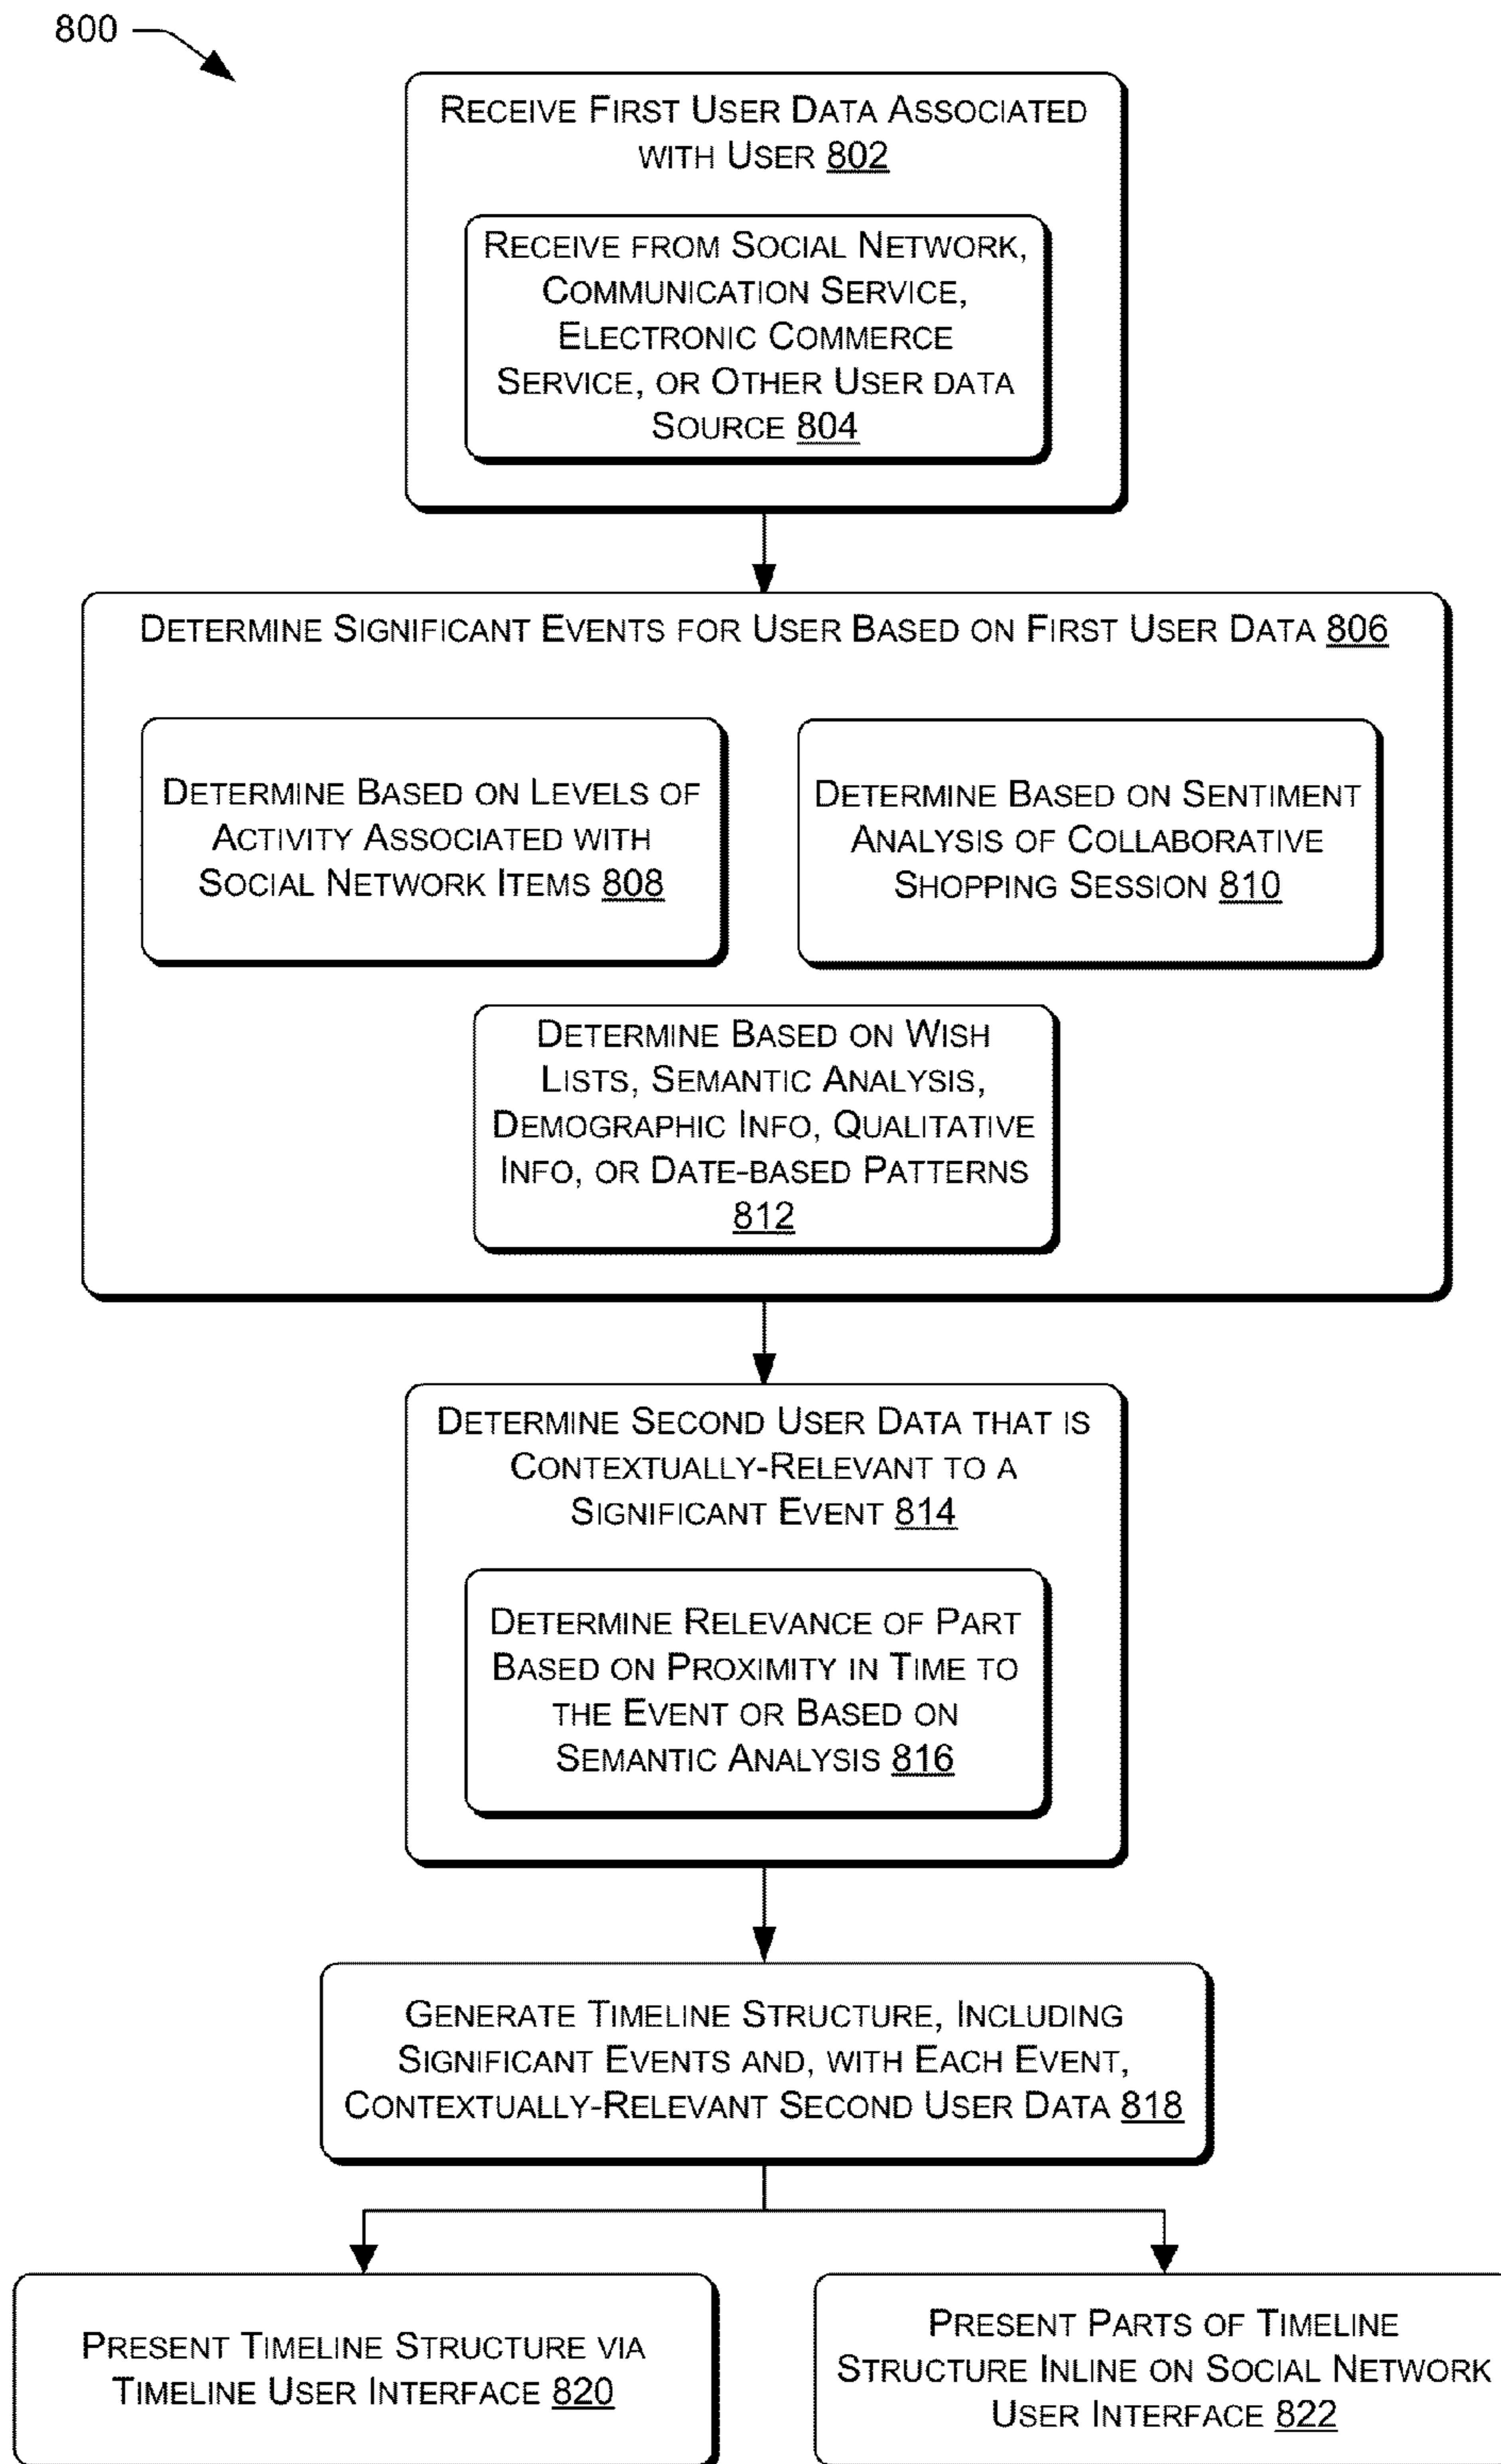 800
RECEIVE FIRST USER DATA ASSOCIATED
WITH USER 802
RECEIVE FROM SOCIAL NETWORK,
COMMUNICATION SERVICE,
ELECTRONIC COMMERCE
SERVICE, OR OTHER USER DATA
SOURCE 804
DETERMINE SIGNIFICANT EVENTS FOR USER BASED ON FIRST USER DATA 806
DETERMINE BASED ON LEVELS OF
ACTIVITY ASSOCIATED WITH
SOCIAL NETWORK ITEMS 808
DETERMINE BASED ON SENTIMENT
ANALYSIS OF COLLABORATIVE
SHOPPING SESSION 810
DETERMINE BASED ON WISH
LISTS, SEMANTIC ANALYSIS,
DEMOGRAPHIC INFO, QUALITATIVE
INFO, OR DATE-BASED PATTERNS
812
DETERMINE SECOND USER DATA THAT IS
CONTEXTUALLY-RELEVANT TO A
SIGNIFICANT EVENT 814
DETERMINE RELEVANCE OF PART
BASED ON PROXIMITY IN TIME TO
THE EVENT OR BASED ON
SEMANTIC ANALYSIS 816
GENERATE TIMELINE STRUCTURE, INCLUDING
SIGNIFICANT EVENTS AND, WITH EACH EVENT,
CONTEXTUALLY-RELEVANT SECOND USER DATA 818
PRESENT TIMELINE STRUCTURE VIA
TIMELINE USER INTERFACE 820
PRESENT PARTS OF TIMELINE
STRUCTURE INLINE ON SOCIAL NETWORK
USER INTERFACE 822